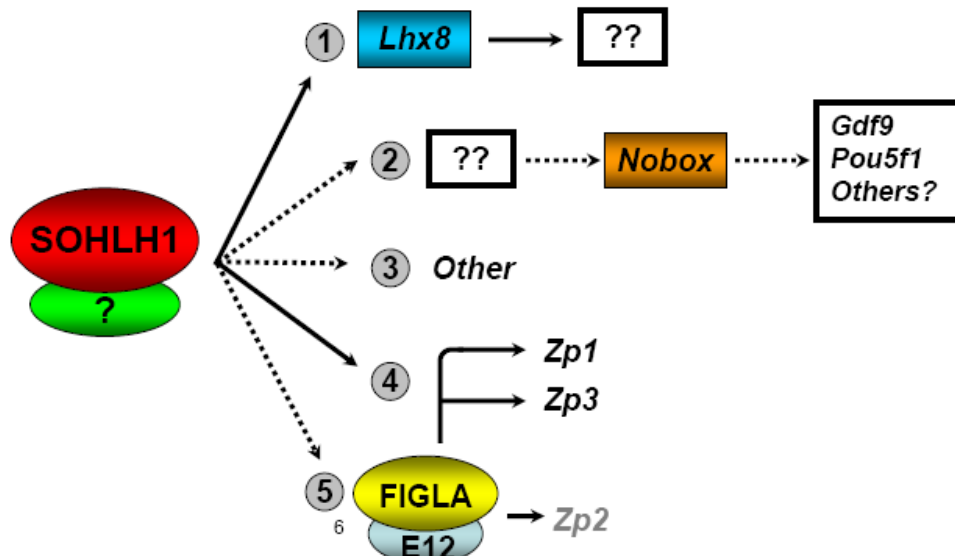 1 Lhx8 ??
2 ?? Nobox Gdf9
Pou5f1
Others?
SOHLH1
?
3 Other
4 Zp1
Zp3
5 FIGLA
6 E12 Zp2